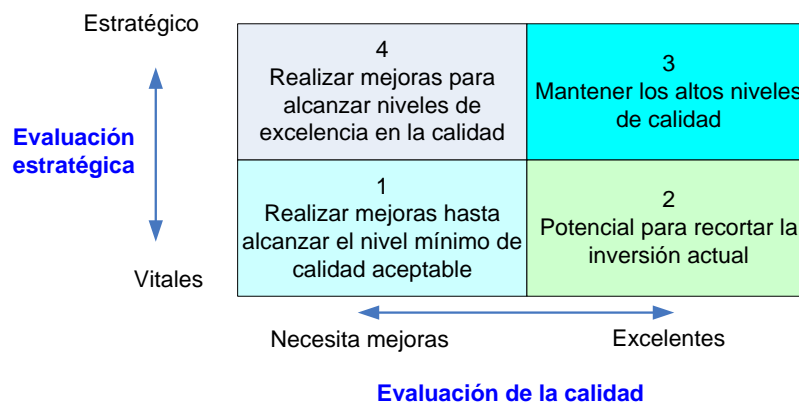 Estratégico
Evaluación
estratégica
Vitales
4
Realizar mejoras para
alcanzar niveles de
excelencia en la calidad
3
Mantener los altos niveles
de calidad
1
Realizar mejoras hasta
alcanzar el nivel mínimo de
calidad aceptable
2
Potencial para recortar la
inversión actual
Necesita mejoras
Excelentes
Evaluación de la calidad